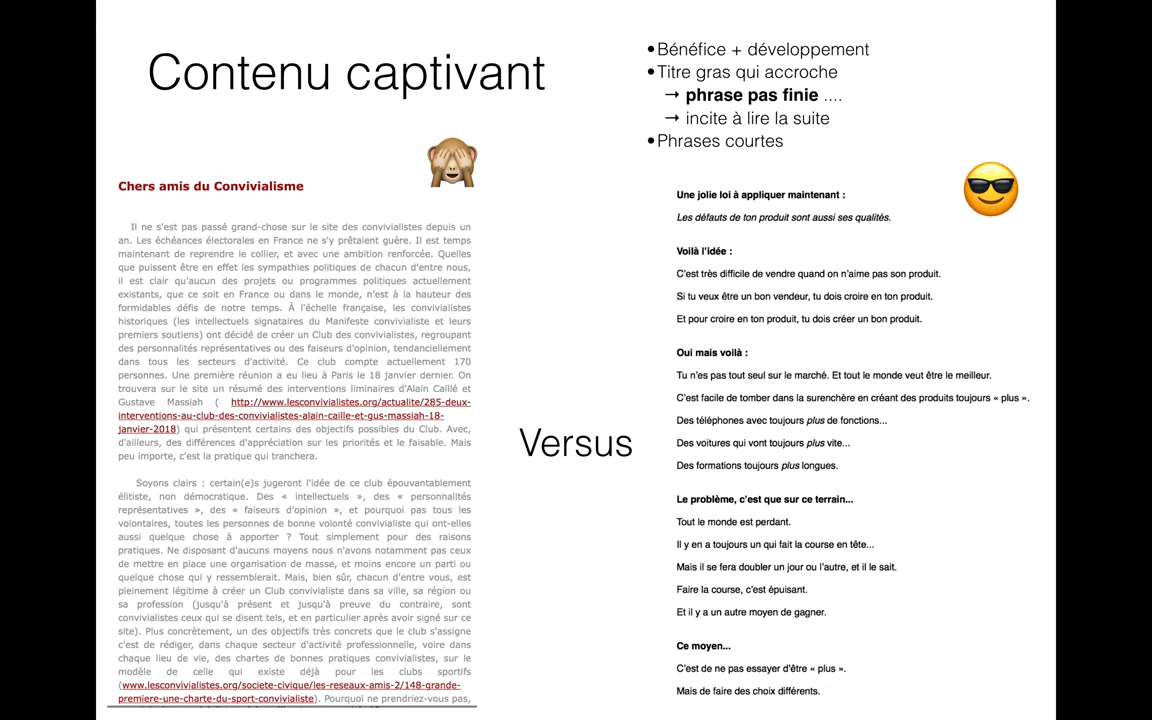 Contenu captivant
•Bénéfice + développement
•Titre gras qui accroche
→ phrase pas finie ....
→ incite à lire la suite
•Phrases courtes
Chers amis du Convivialisme
Il ne s'est pas passé grand-chose sur le site des convivialistes depuis un
an. Les échéances électorales en France ne s'y prêtaient guère. Il est temps
maintenant de reprendre le collier, et avec une ambition renforcée. Quelles
que puissent être en effet les sympathies politiques de chacun d'entre nous,
il est clair qu'aucun des projets ou programmes politiques actuellement
existants, que ce soit en France ou dans le monde, n'est à la hauteur des
formidables défis de notre temps. À l'échelle française, les convivialistes
historiques (les intellectuels signataires du Manifeste convivialiste et leurs
premiers soutiens) ont décidé de créer un Club des convivialistes, regroupant
des personnalités représentatives ou des faiseurs d'opinion, tendanciellement
dans tous les secteurs d'activité. Ce club compte actuellement 170
personnes. Une première réunion a eu lieu à Paris le 18 janvier dernier. On
trouvera sur le site un résumé des interventions liminaires d'Alain Caillé et
Gustave Massiah ( http://www.lesconvivialistes.org/actualite/285-deux-
interventions-au-club-des-convivialistes-alain-caille-et-gus-massiah-18-
janvier-2018) qui présentent certains des objectifs possibles du Club. Avec,
d'ailleurs, des différences d'appréciation sur les priorités et le faisable. Mais
peu importe, c'est la pratique qui tranchera.
Soyons clairs : certain(e)s jugeront l'idée de ce club épouvantablement
élitiste, non démocratique. Des « intellectuels », des « personnalités
représentatives », des « faiseurs d'opinion », et pourquoi pas tous les
volontaires, toutes les personnes de bonne volonté convivialiste qui ont-elles
aussi quelque chose à apporter ? Tout simplement pour des raisons
pratiques. Ne disposant d'aucuns moyens nous n'avons notamment pas ceux
de mettre en place une organisation de masse, et moins encore un parti ou
quelque chose qui y ressemblerait. Mais, bien sûr, chacun d'entre vous, est
pleinement légitime à créer un Club convivialiste dans sa ville, sa région ou
sa profession (jusqu'à présent et jusqu'à preuve du contraire, sont
convivialistes ceux qui se disent tels, et en particulier après avoir signé sur ce
site). Plus concrètement, un des objectifs très concrets que le club s'assigne
c'est de rédiger, dans chaque secteur d'activité professionnelle, voire dans
chaque lieu de vie, des chartes de bonnes pratiques convivialistes, sur le
modèle de celle qui existe déjà pour les clubs sportifs
(www.lesconvivialistes.org/societe-civique/les-reseaux-amis-2/148-grande-
premiere-une-charte-du-sport-convivialiste). Pourquoi ne prendriez-vous pas,
Versus
Une jolie loi à appliquer maintenant :
Les défauts de ton produit sont aussi ses qualités.
Voilà l'idée :
C'est très difficile de vendre quand on n'aime pas son produit.
Si tu veux être un bon vendeur, tu dois croire en ton produit.
Et pour croire en ton produit, tu dois créer un bon produit.
Oui mais voilà :
Tu n'es pas tout seul sur le marché. Et tout le monde veut être le meilleur.
C'est facile de tomber dans la surenchère en créant des produits toujours « plus ».
Des téléphones avec toujours plus de fonctions...
Des voitures qui vont toujours plus vite...
Des formations toujours plus longues.
Le problème, c'est que sur ce terrain...
Tout le monde est perdant.
Il y en a toujours un qui fait la course en tête...
Mais il se fera doubler un jour ou l'autre, et il le sait.
Faire la course, c'est épuisant.
Et il y a un autre moyen de gagner.
Ce moyen...
C'est de ne pas essayer d'être « plus ».
Mais de faire des choix différents.